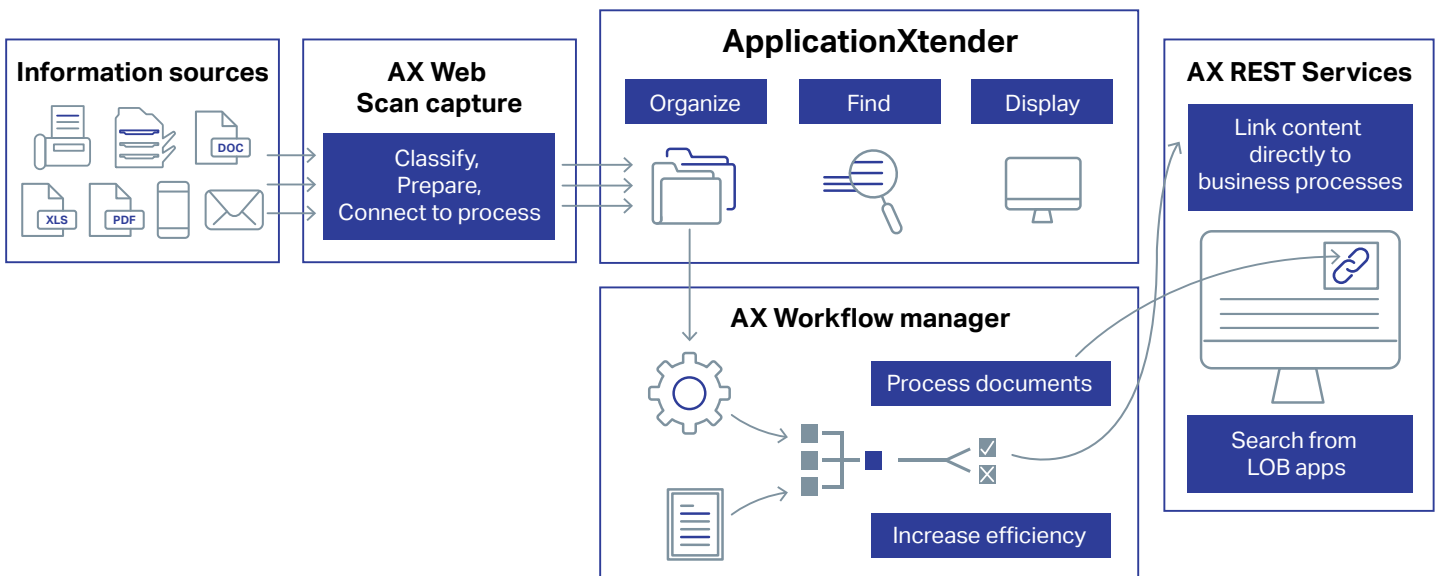 Information sources
DOC
XLS
PDF
AX Web
Scan capture
Classify,
Prepare,
Connect to process
ApplicationXtender
Organize
Find
Display
AX Workflow manager
Process documents
Increase efficiency
AX REST Services
Link content
directly to
business processes
Search from
LOB apps